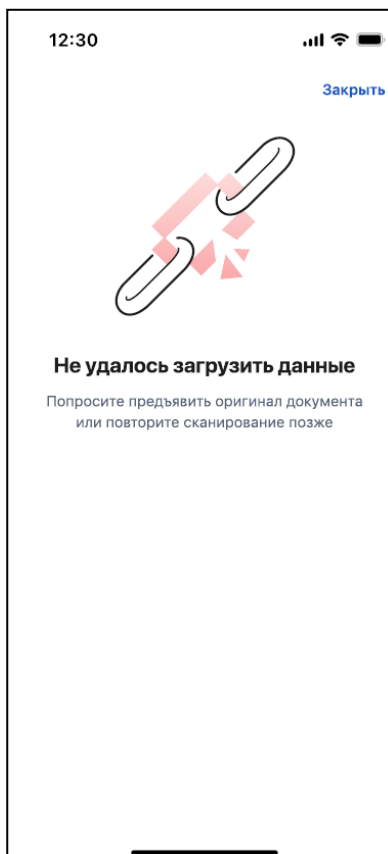 12:30
Закрыть
Не удалось загрузить данные
Попросите предъявить оригинал документа
или повторите сканирование позже